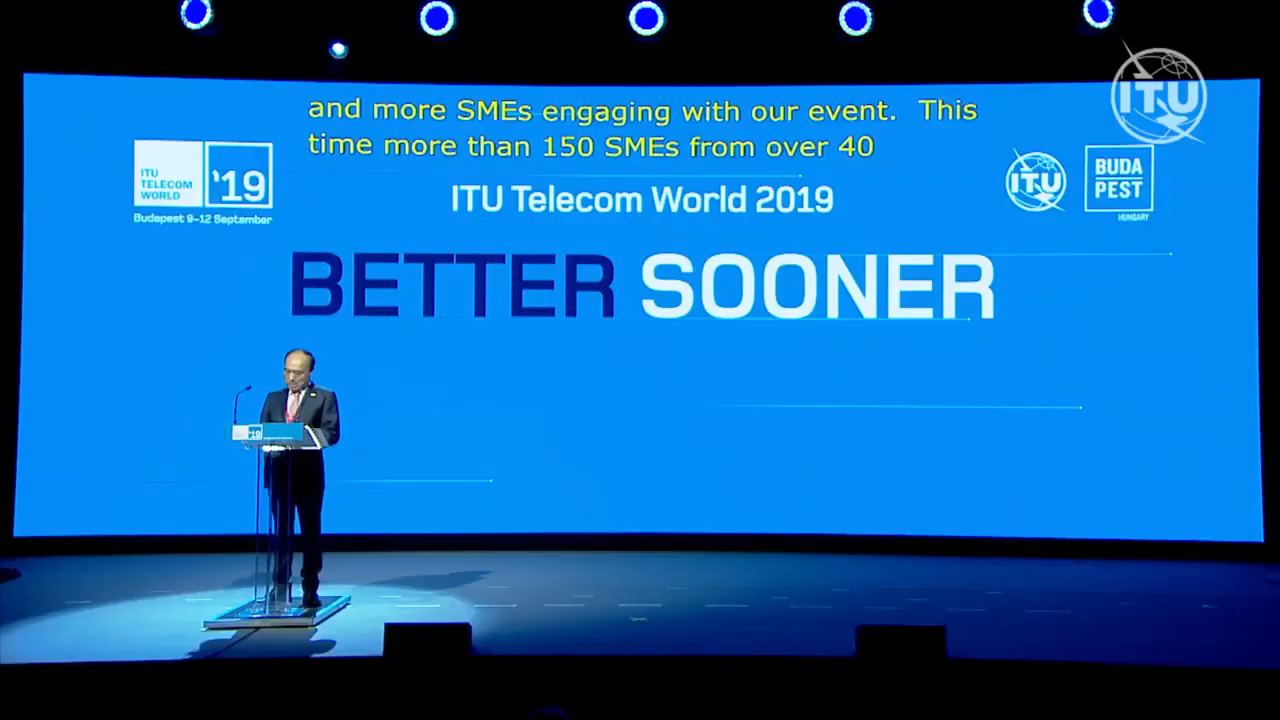 and more SMEs engaging with our event.  This
time more than 150 SMEs from over 40
ITU
ITU
TELECOM
WORLD
'19
Budapest 9-12 September
ITU Telecom World 2019
ITU
BUDA
PEST
HUNGARY
BETTER SOONER
'19